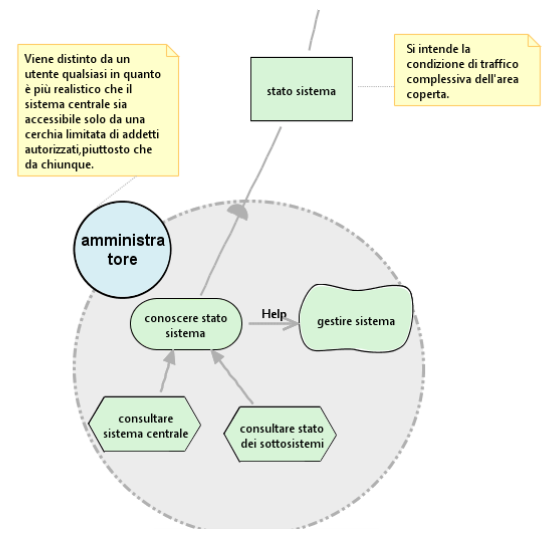 Viene distinto da un
utente qualsiasi in quanto
è più realistico che il
sistema centrale sia
accessibile solo da una
cerchia limitata di addetti
autorizzati,piuttosto che
da chiunque.
Si intende la
condizione di traffico
complessiva dell'area
coperta.
stato sistema
amministra
tore
conoscere stato
sistema
Help
gestire sistema
consultare
sistema centrale
consultare stato
dei sottosistemi